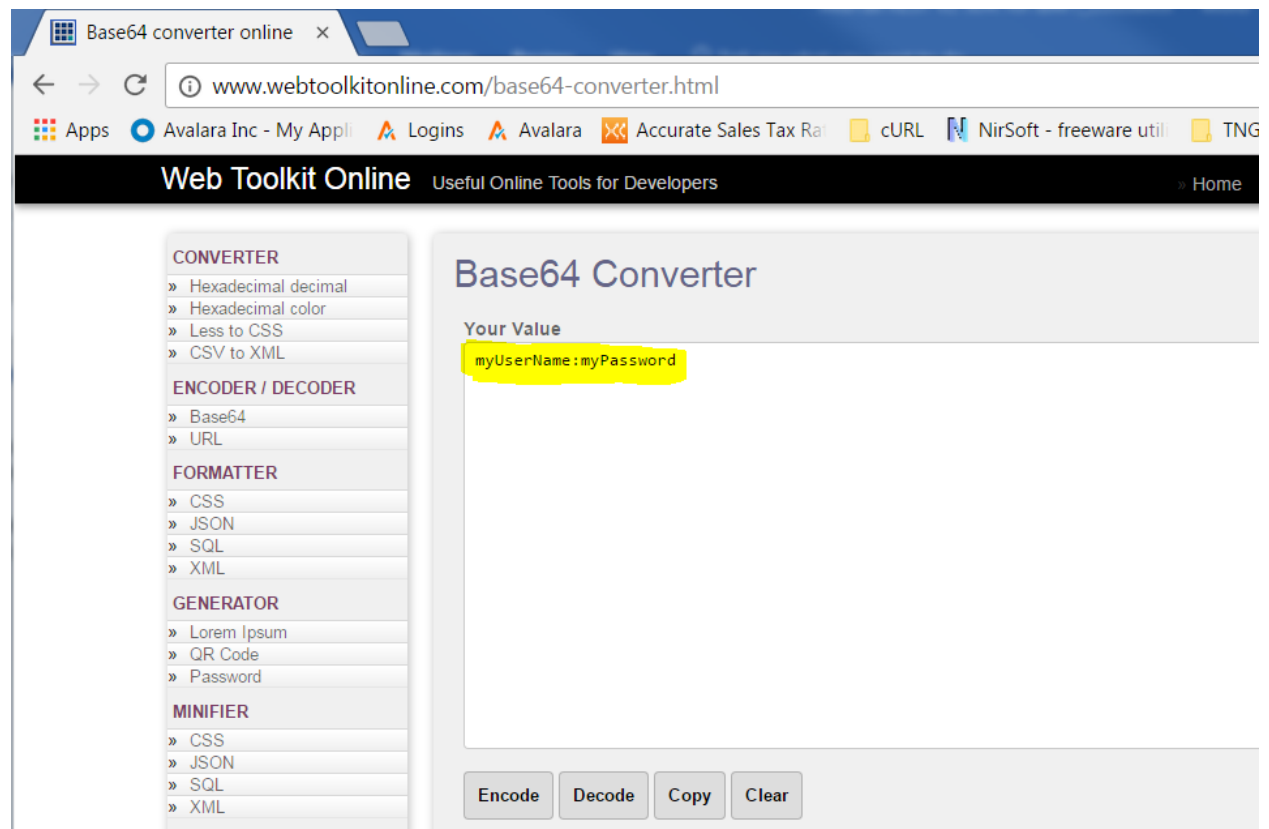 Base64 converter online ×
www.webtoolkitonline.com/base64-converter.html
Apps Avalara Inc - My Appli Logins Avalara Accurate Sales Tax Rat cURL NirSoft - freeware utili TNG
Web Toolkit Online Useful Online Tools for Developers » Home
CONVERTER
» Hexadecimal decimal
» Hexadecimal color
» Less to CSS
» CSV to XML
ENCODER / DECODER
» Base64
» URL
FORMATTER
» CSS
» JSON
» SQL
» XML
GENERATOR
» Lorem Ipsum
» QR Code
» Password
MINIFIER
» CSS
» JSON
» SQL
» XML
Base64 Converter
Your Value
myUserName:myPassword
Encode Decode Copy Clear